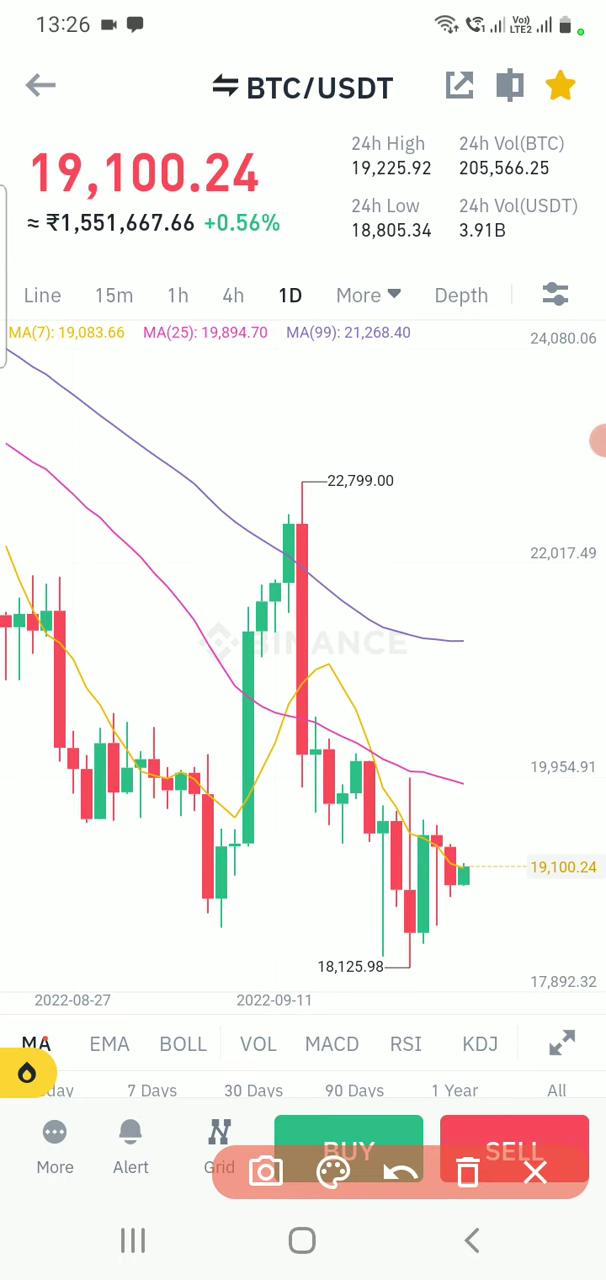 13:26
Vo)) LTE2
BTC/USDT
19,100.24
≈ ₹1,551,667.66 +0.56%
24h High
19,225.92
24h Vol(BTC)
205,566.25
24h Low
18,805.34
24h Vol(USDT)
3.91B
Line 15m 1h 4h 1D More Depth
MA(7): 19,083.66 MA(25): 19,894.70 MA(99): 21,268.40
24,080.06
22,799.00
22,017.49
BINANCE
19,954.91
19,100.24
18,125.98
17,892.32
2022-08-27 2022-09-11
MA EMA BOLL VOL MACD RSI KDJ
day 7 Days 30 Days 90 Days 1 Year All
BUY SELL
More Alert Grid